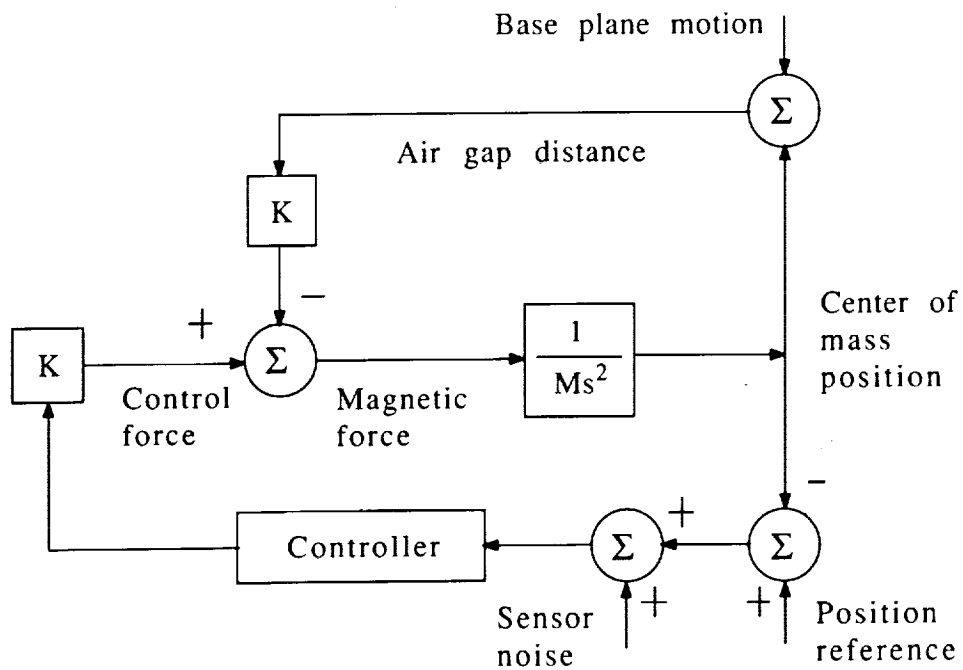 Base plane motion
Σ
Air gap distance
K
−
+
K
Σ
1
Ms²
Center of
mass
position
Control
force
Magnetic
force
−
+
Controller
Σ
Σ
+
+
Sensor
noise
Position
reference